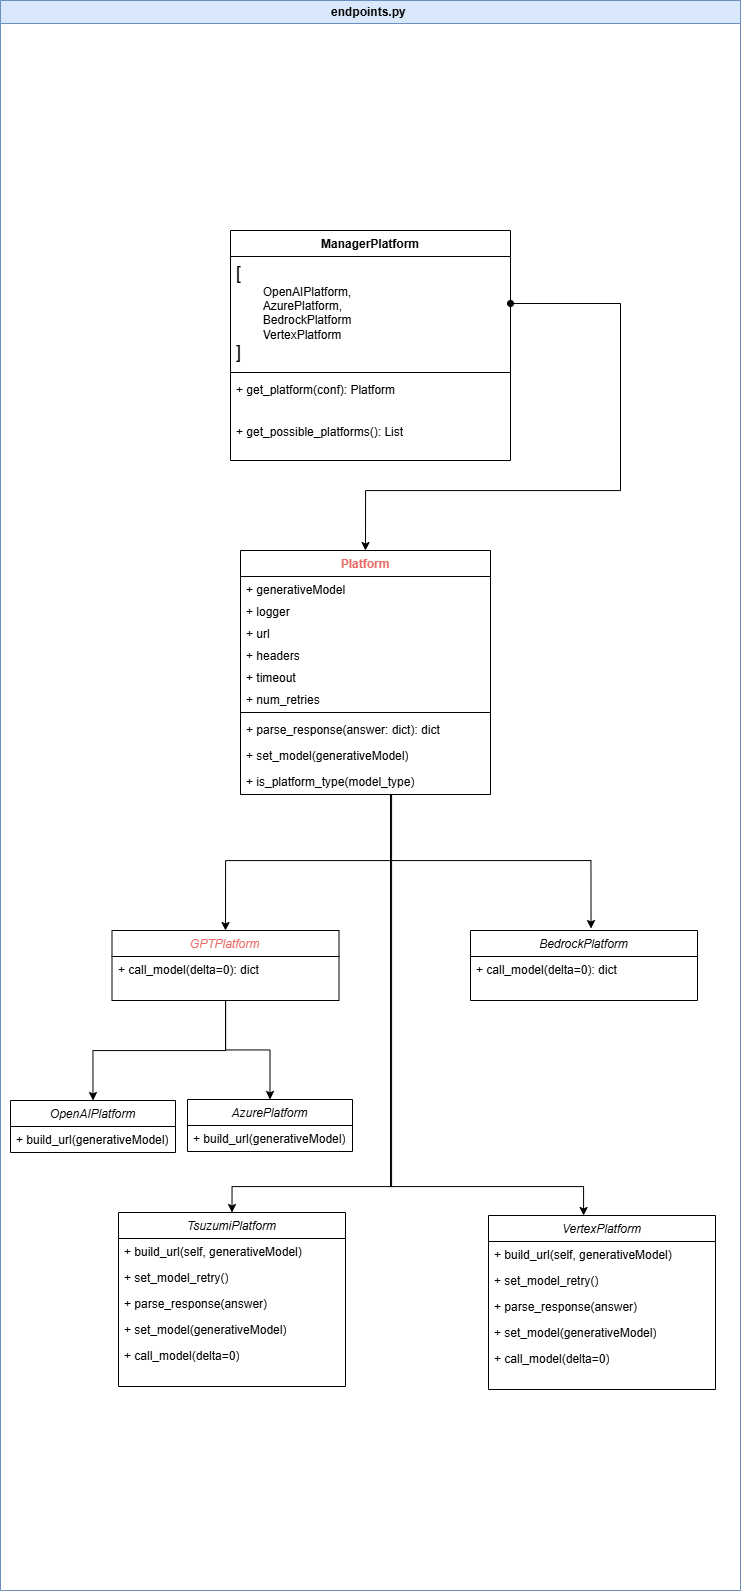 endpoints.py
ManagerPlatform
[
OpenAIPlatform,
AzurePlatform,
BedrockPlatform
VertexPlatform
]
+ get_platform(conf): Platform
+ get_possible_platforms(): List
Platform
+ generativeModel
+ logger
+ url
+ headers
+ timeout
+ num_retries
+ parse_response(answer: dict): dict
+ set_model(generativeModel)
+ is_platform_type(model_type)
GPTPlatform
+ call_model(delta=0): dict
BedrockPlatform
+ call_model(delta=0): dict
OpenAIPlatform
+ build_url(generativeModel)
AzurePlatform
+ build_url(generativeModel)
TsuzumiPlatform
+ build_url(self, generativeModel)
+ set_model_retry()
+ parse_response(answer)
+ set_model(generativeModel)
+ call_model(delta=0)
VertexPlatform
+ build_url(self, generativeModel)
+ set_model_retry()
+ parse_response(answer)
+ set_model(generativeModel)
+ call_model(delta=0)